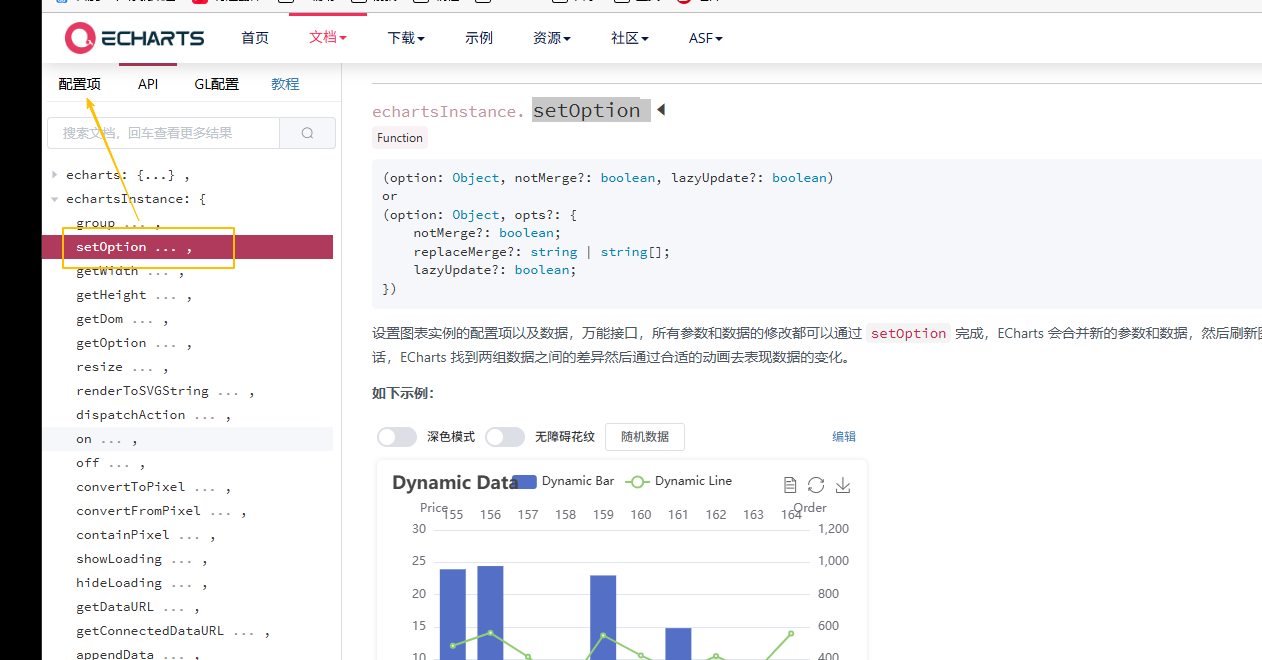 ECHARTS 首页 文档 下载 示例 资源 社区 ASF
配置项 API GL配置 教程
搜索文档，回车查看更多结果
echarts: {...} ,
echartsInstance: {
group ... ,
setOption ... ,
getWidth ... ,
getHeight ... ,
getDom ... ,
getOption ... ,
resize ... ,
renderToSVGString ... ,
dispatchAction ... ,
on ... ,
off ... ,
convertToPixel ... ,
convertFromPixel ... ,
containPixel ... ,
showLoading ... ,
hideLoading ... ,
getDataURL ... ,
getConnectedDataURL ... ,
appendData ... ,
echartsInstance. setOption
Function
(option: Object, notMerge?: boolean, lazyUpdate?: boolean)
or
(option: Object, opts?: {
notMerge?: boolean;
replaceMerge?: string | string[];
lazyUpdate?: boolean;
})
设置图表实例的配置项以及数据，万能接口，所有参数和数据的修改都可以通过 setOption 完成，ECharts 会合并新的参数和数据，然后刷新
话，ECharts 找到两组数据之间的差异然后通过合适的动画去表现数据的变化。
如下示例：
深色模式 无障碍花纹 随机数据 编辑
Dynamic Data Dynamic Bar Dynamic Line
Price Order
155 156 157 158 159 160 161 162 163 164
30 1,200
25 1,000
20 800
15 600
10 400